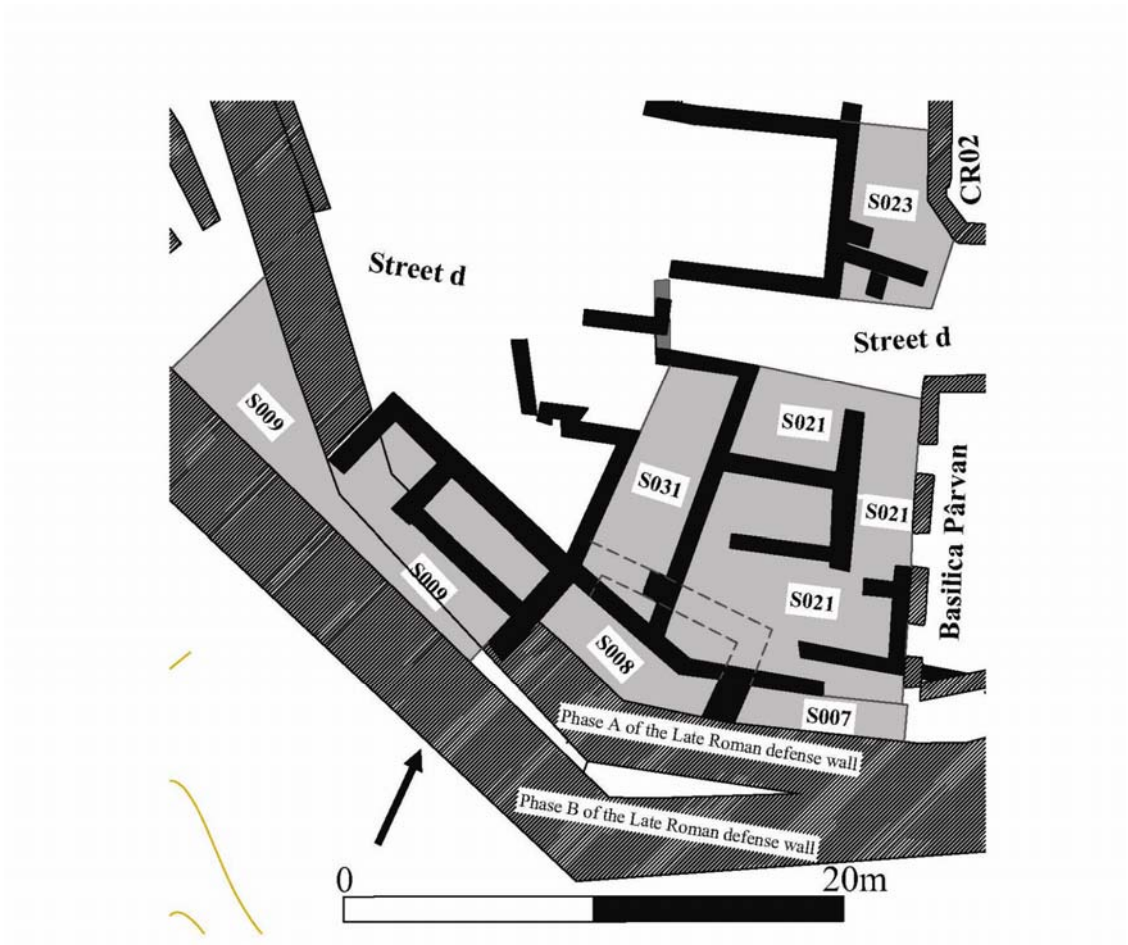 CR02
S023
Street d
Street d
S009
S021
S031
S021
Basilica Pârvan
S009
S021
S008
S007
Phase A of the Late Roman defense wall
Phase B of the Late Roman defense wall
0
20m